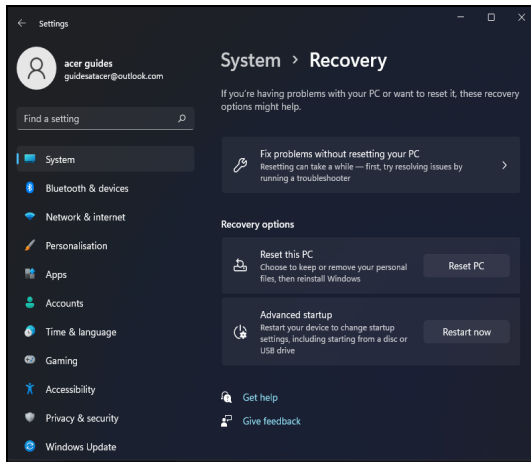 Settings
acer guides
guidesatacer@outlook.com
Find a setting
System
Bluetooth & devices
Network & internet
Personalisation
Apps
Accounts
Time & language
Gaming
Accessibility
Privacy & security
Windows Update
System > Recovery
If you're having problems with your PC or want to reset it, these recovery
options might help.
Fix problems without resetting your PC
Resetting can take a while — first, try resolving issues by
running a troubleshooter
Recovery options
Reset this PC
Choose to keep or remove your personal
files, then reinstall Windows
Reset PC
Advanced startup
Restart your device to change startup
settings, including starting from a disc or
USB drive
Restart now
Get help
Give feedback